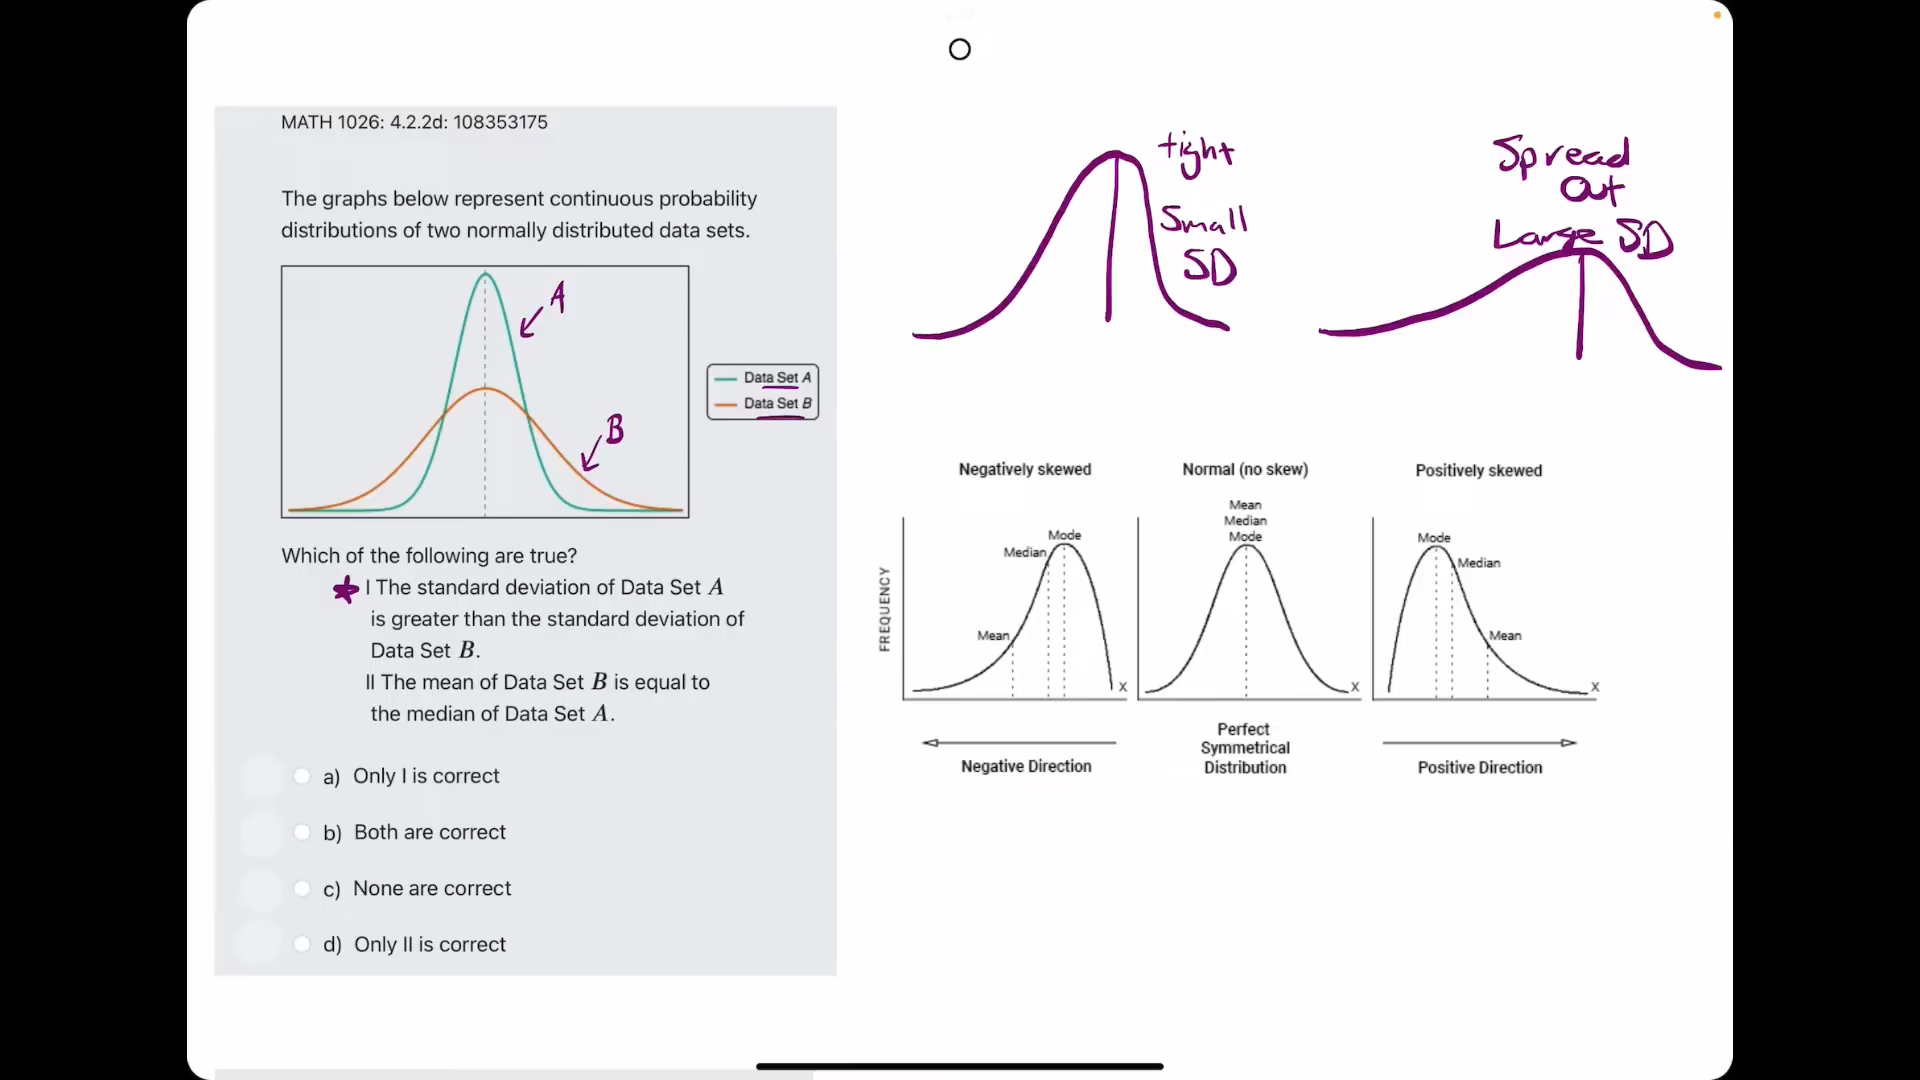 MATH 1026: 4.2.2d: 108353175
The graphs below represent continuous probability
distributions of two normally distributed data sets.
A
B
Data Set A
Data Set B
Which of the following are true?
I The standard deviation of Data Set A
is greater than the standard deviation of
Data Set B.
II The mean of Data Set B is equal to
the median of Data Set A.
a) Only I is correct
b) Both are correct
c) None are correct
d) Only II is correct
tight
Small
SD
Spread
Out
Large SD
Negatively skewed
Mode
Median
Mean
X
FREQUENCY
Negative Direction
Normal (no skew)
Mean
Median
Mode
X
Perfect
Symmetrical
Distribution
Positively skewed
Mode
Median
Mean
X
Positive Direction